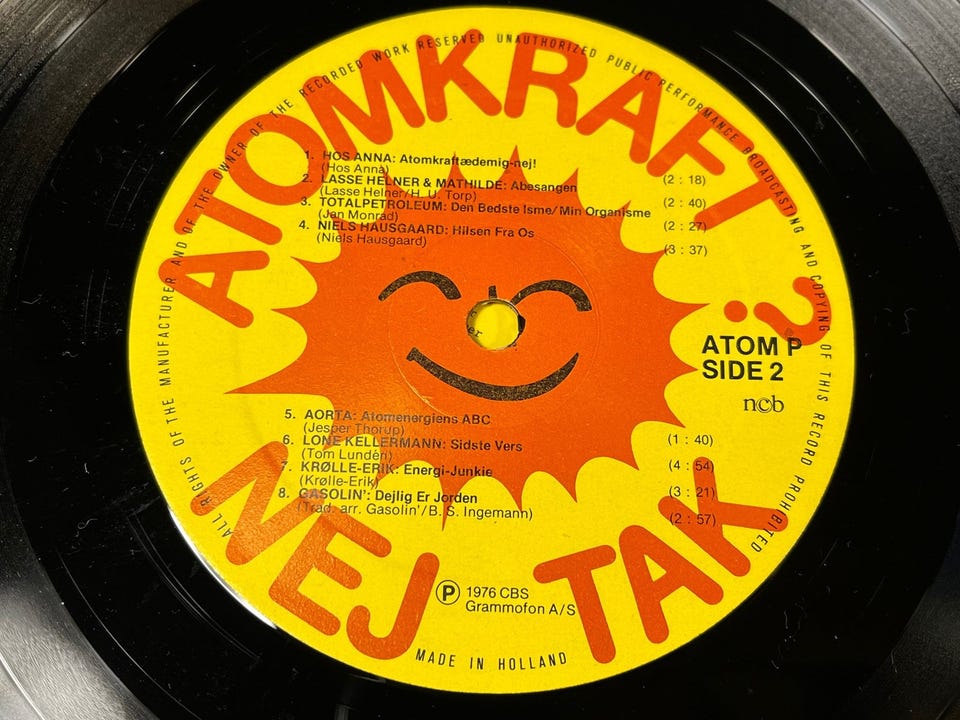 ALL RIGHTS OF THE MANUFACTURER AND OF THE OWNER OF THE RECORDED WORK RESERVED UNAUTHORIZED PUBLIC PERFORMANCE BROADCASTING AND COPYING OF THIS RECORD PROHIBITED
ATOMKRAFT ?
1. HOS ANNA: Atomkraftædemig-nej!
(Hos Anna) (2 : 18)
2. LASSE HELNER & MATHILDE: Abesangen
(Lasse Helner/H. U. Torp) (2 : 40)
3. TOTALPETROLEUM: Den Bedste Isme/Min Organisme
(Jan Monrad) (2 : 27)
4. NIELS HAUSGAARD: Hilsen Fra Os
(Niels Hausgaard) (3 : 37)
ATOM P
SIDE 2
ncb
5. AORTA: Atomenergiens ABC
(Jesper Thorup) (1 : 40)
6. LONE KELLERMANN: Sidste Vers
(Tom Lundén) (4 : 54)
7. KRØLLE-ERIK: Energi-Junkie
(Krølle-Erik) (3 : 21)
8. GASOLIN': Dejlig Er Jorden
(Trad. arr. Gasolin'/B. S. Ingemann) (2 : 57)
NEJ TAK
Ⓟ 1976 CBS
Grammofon A/S
MADE IN HOLLAND